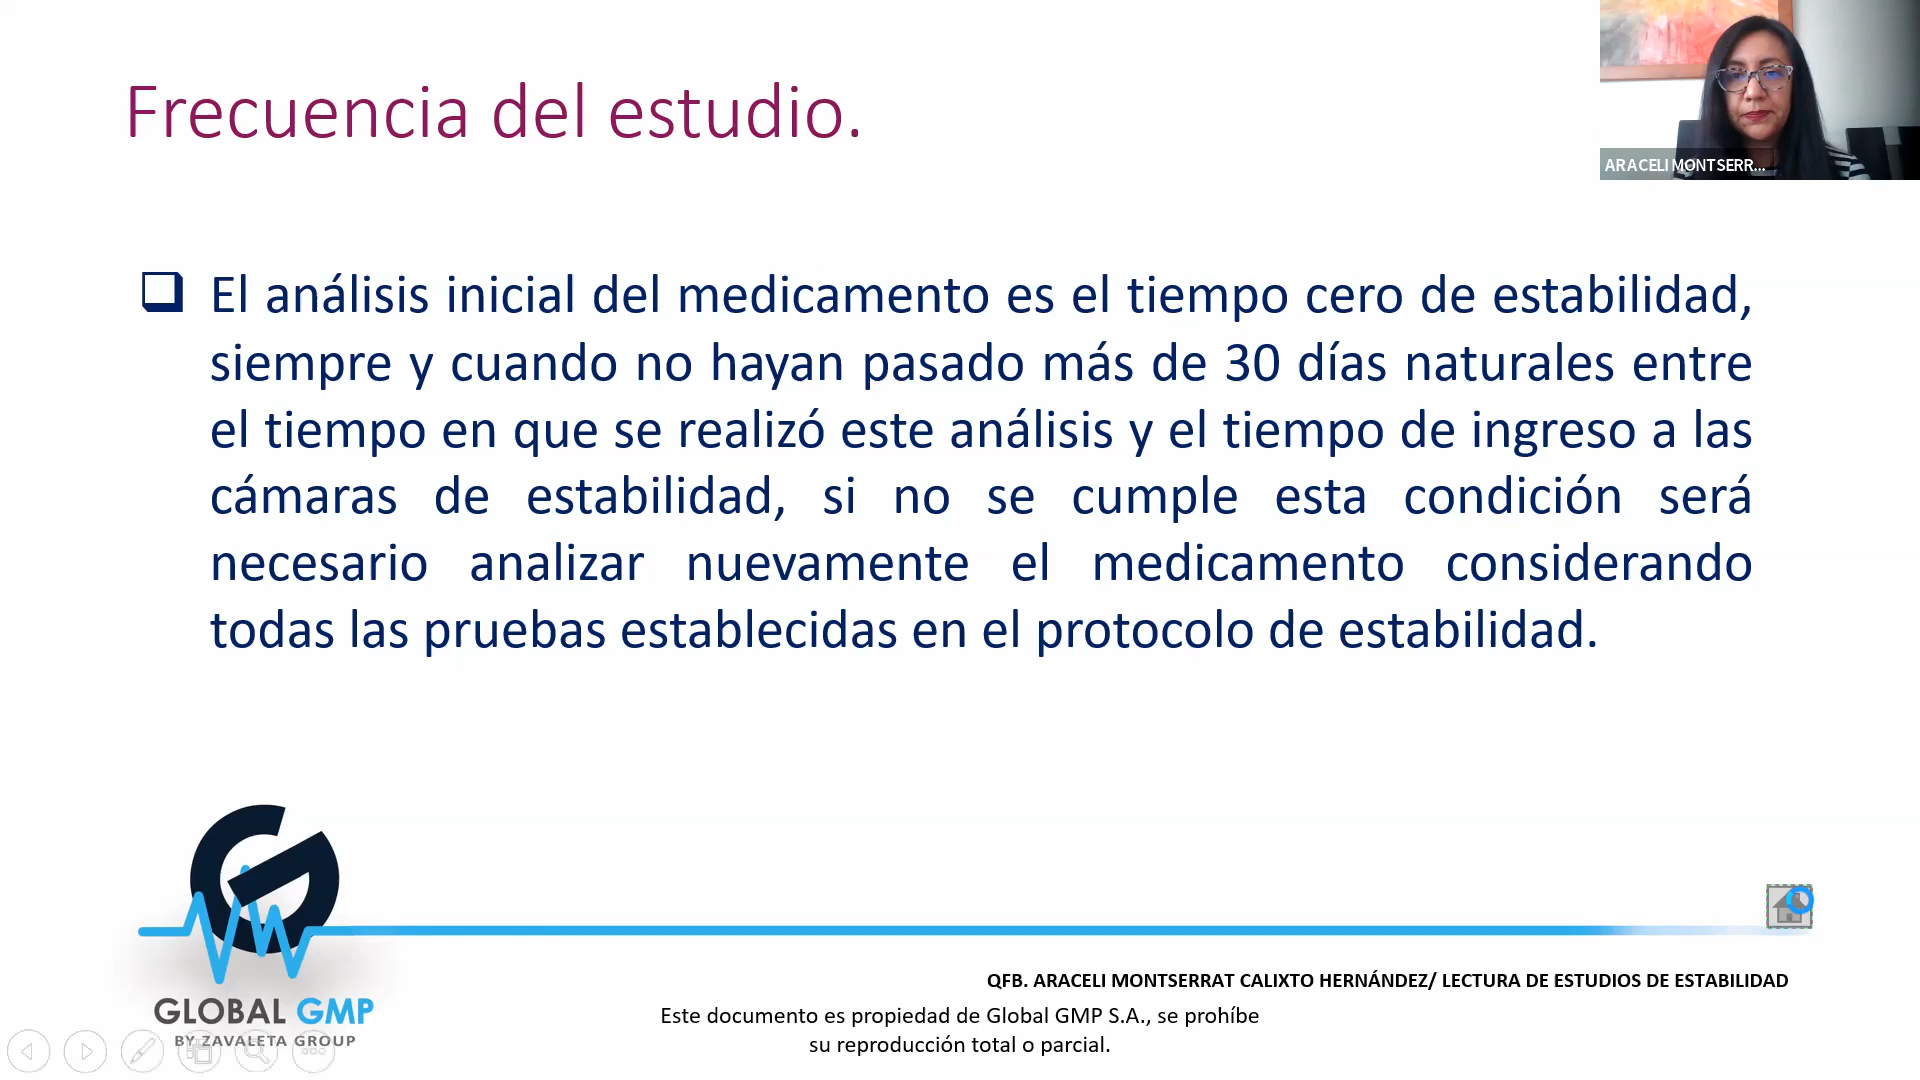 Frecuencia del estudio.
ARACELI MONTSERR...
El análisis inicial del medicamento es el tiempo cero de estabilidad,
siempre y cuando no hayan pasado más de 30 días naturales entre
el tiempo en que se realizó este análisis y el tiempo de ingreso a las
cámaras de estabilidad, si no se cumple esta condición será
necesario analizar nuevamente el medicamento considerando
todas las pruebas establecidas en el protocolo de estabilidad.
GLOBAL GMP
BY ZAVALETA GROUP
QFB. ARACELI MONTSERRAT CALIXTO HERNÁNDEZ/ LECTURA DE ESTUDIOS DE ESTABILIDAD
Este documento es propiedad de Global GMP S.A., se prohíbe
su reproducción total o parcial.